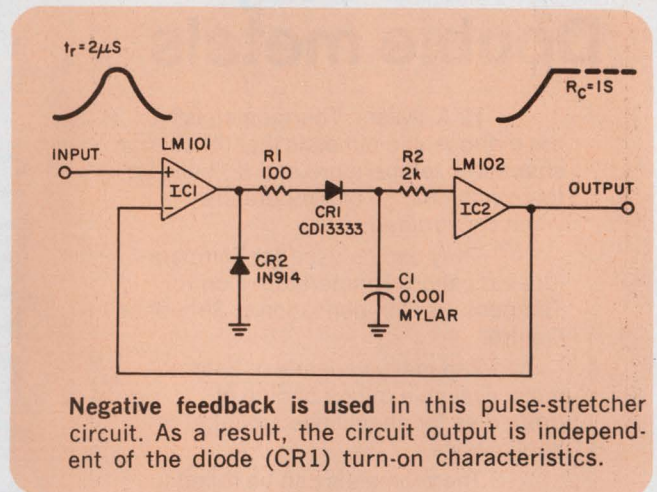 tr=2μS
RC=1S
LM101
INPUT
+
IC1
-
R1
100
CR1
CD13333
R2
2k
LM102
IC2
OUTPUT
CR2
1N914
C1
0.001
MYLAR
Negative feedback is used in this pulse-stretcher
circuit. As a result, the circuit output is independ-
ent of the diode (CR1) turn-on characteristics.